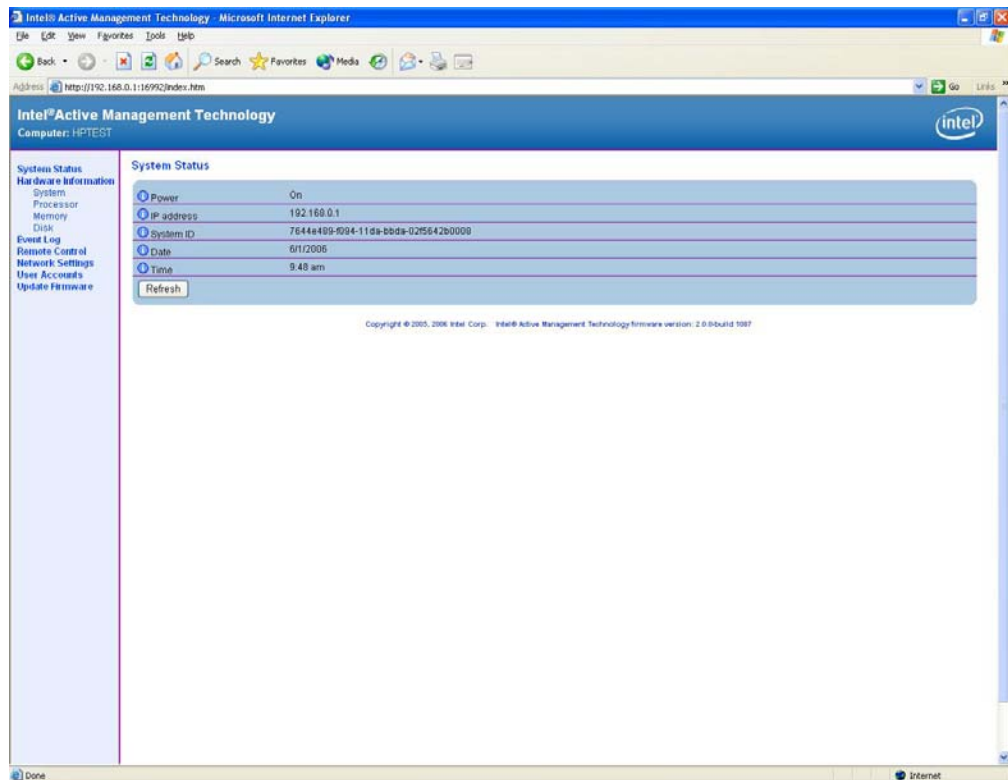 Intel® Active Management Technology - Microsoft Internet Explorer
File Edit View Favorites Tools Help
Back Search Favorites Media
Address http://192.168.0.1:16992/index.htm Go Links
Intel®Active Management Technology
Computer: HPTEST
intel
System Status
Hardware Information
System
Processor
Memory
Disk
Event Log
Remote Control
Network Settings
User Accounts
Update Firmware
System Status
Power On
IP address 192.168.0.1
System ID 7644e489-f094-11da-bbda-02f5642b0008
Date 6/1/2006
Time 9:48 am
Refresh
Copyright © 2005, 2006 Intel Corp. Intel® Active Management Technology firmware version: 2.0.0-build 1087
Done Internet